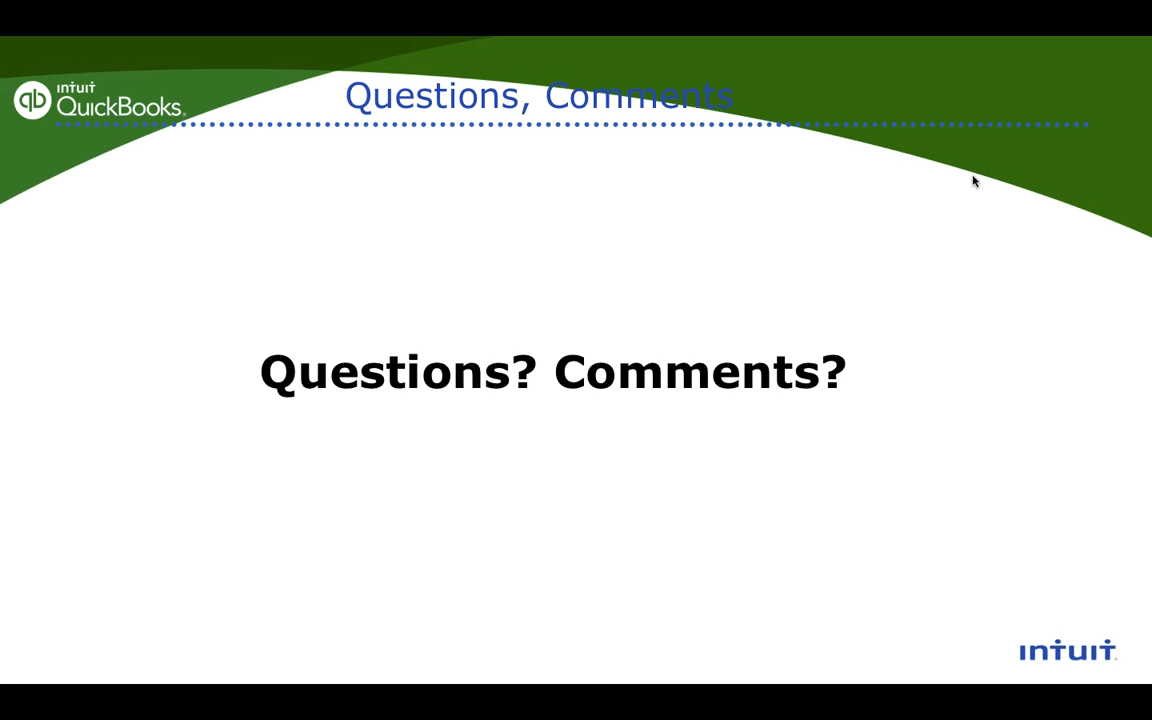 intuit
QuickBooks.
Questions, Comments
Questions? Comments?
intuit.